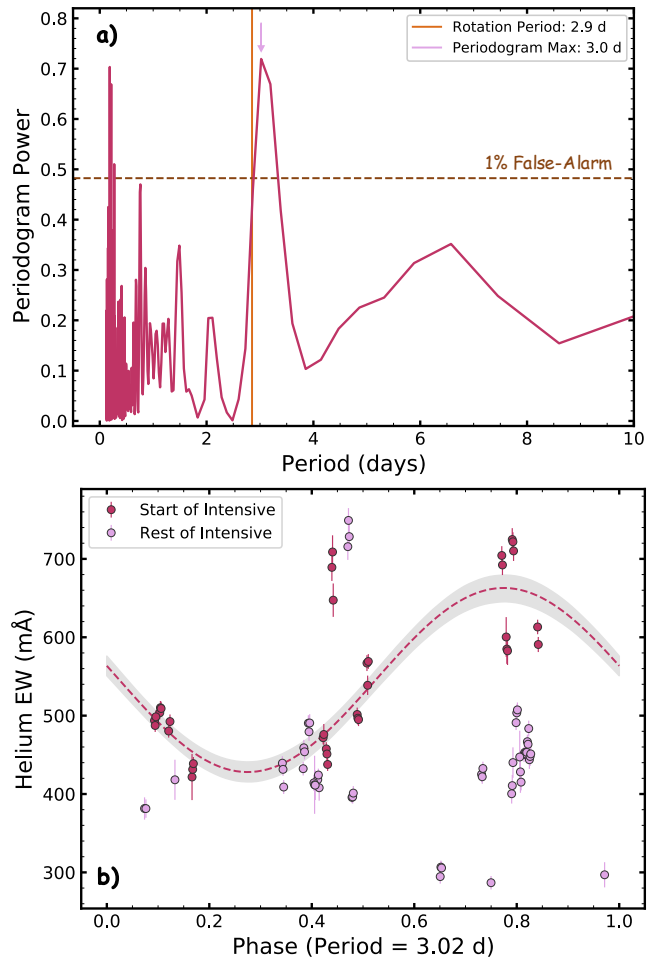 a)
Rotation Period: 2.9 d
Periodogram Max: 3.0 d
1% False-Alarm
Periodogram Power
0.8
0.7
0.6
0.5
0.4
0.3
0.2
0.1
0.0
0 2 4 6 8 10
Period (days)
Start of Intensive
Rest of Intensive
Helium EW (mÅ)
700
600
500
400
300
b)
0.0 0.2 0.4 0.6 0.8 1.0
Phase (Period = 3.02 d)